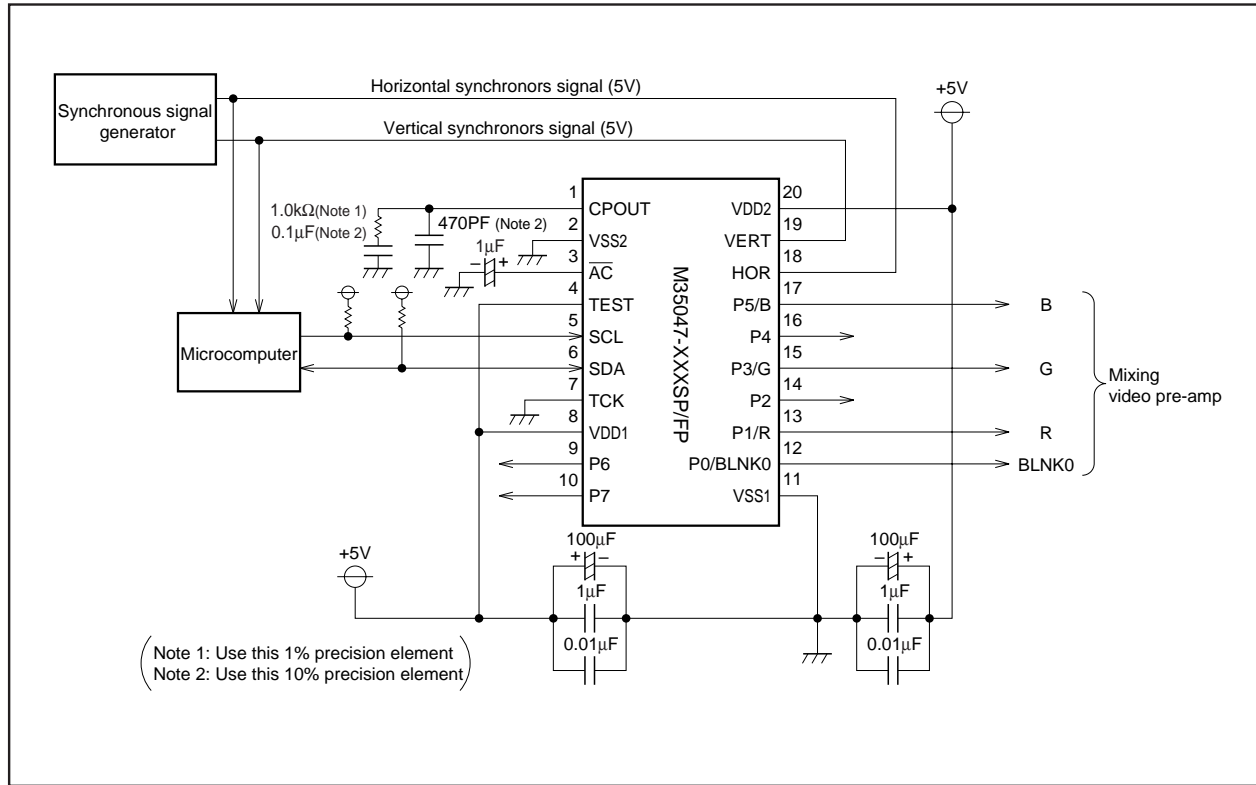 Horizontal synchronors signal (5V)
+5V
Synchronous signal
generator
Vertical synchronors signal (5V)
1
20
1.0kΩ(Note 1)
CPOUT
VDD2
470PF (Note 2)
2
19
0.1µF(Note 2)
VSS2
VERT
1µF
3
18
− +
AC
HOR
4
17
TEST
P5/B
B
5
16
SCL
P4
Microcomputer
6
15
SDA
P3/G
G
Mixing
video pre-amp
7
14
TCK
P2
8
13
VDD1
P1/R
R
9
12
P6
P0/BLNK0
BLNK0
10
11
P7
VSS1
M35047-XXXSP/FP
100µF
100µF
+5V
+ −
− +
1µF
1µF
0.01µF
0.01µF
Note 1: Use this 1% precision element
Note 2: Use this 10% precision element